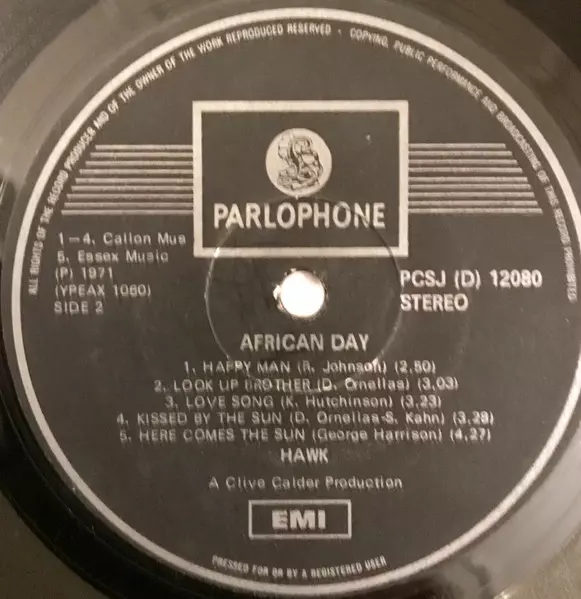 ALL RIGHTS OF THE RECORD PRODUCER AND OF THE OWNER OF THE WORK REPRODUCED RESERVED · COPYING, PUBLIC PERFORMANCE AND BROADCASTING OF THIS RECORD PROHIBITED
PARLOPHONE
1-4. Callon Mus
5. Essex Music
(P) 1971
(YPEAX 1060)
SIDE 2
PCSJ (D) 12080
STEREO
AFRICAN DAY
1. HAPPY MAN (R. Johnson) (2,50)
2. LOOK UP BROTHER (D. Ornellas) (3,03)
3. LOVE SONG (K. Hutchinson) (3,23)
4. KISSED BY THE SUN (D. Ornellas-S. Kahn) (3,28)
5. HERE COMES THE SUN (George Harrison) (4,27)
HAWK
A Clive Calder Production
EMI
PRESSED FOR OR BY A REGISTERED USER